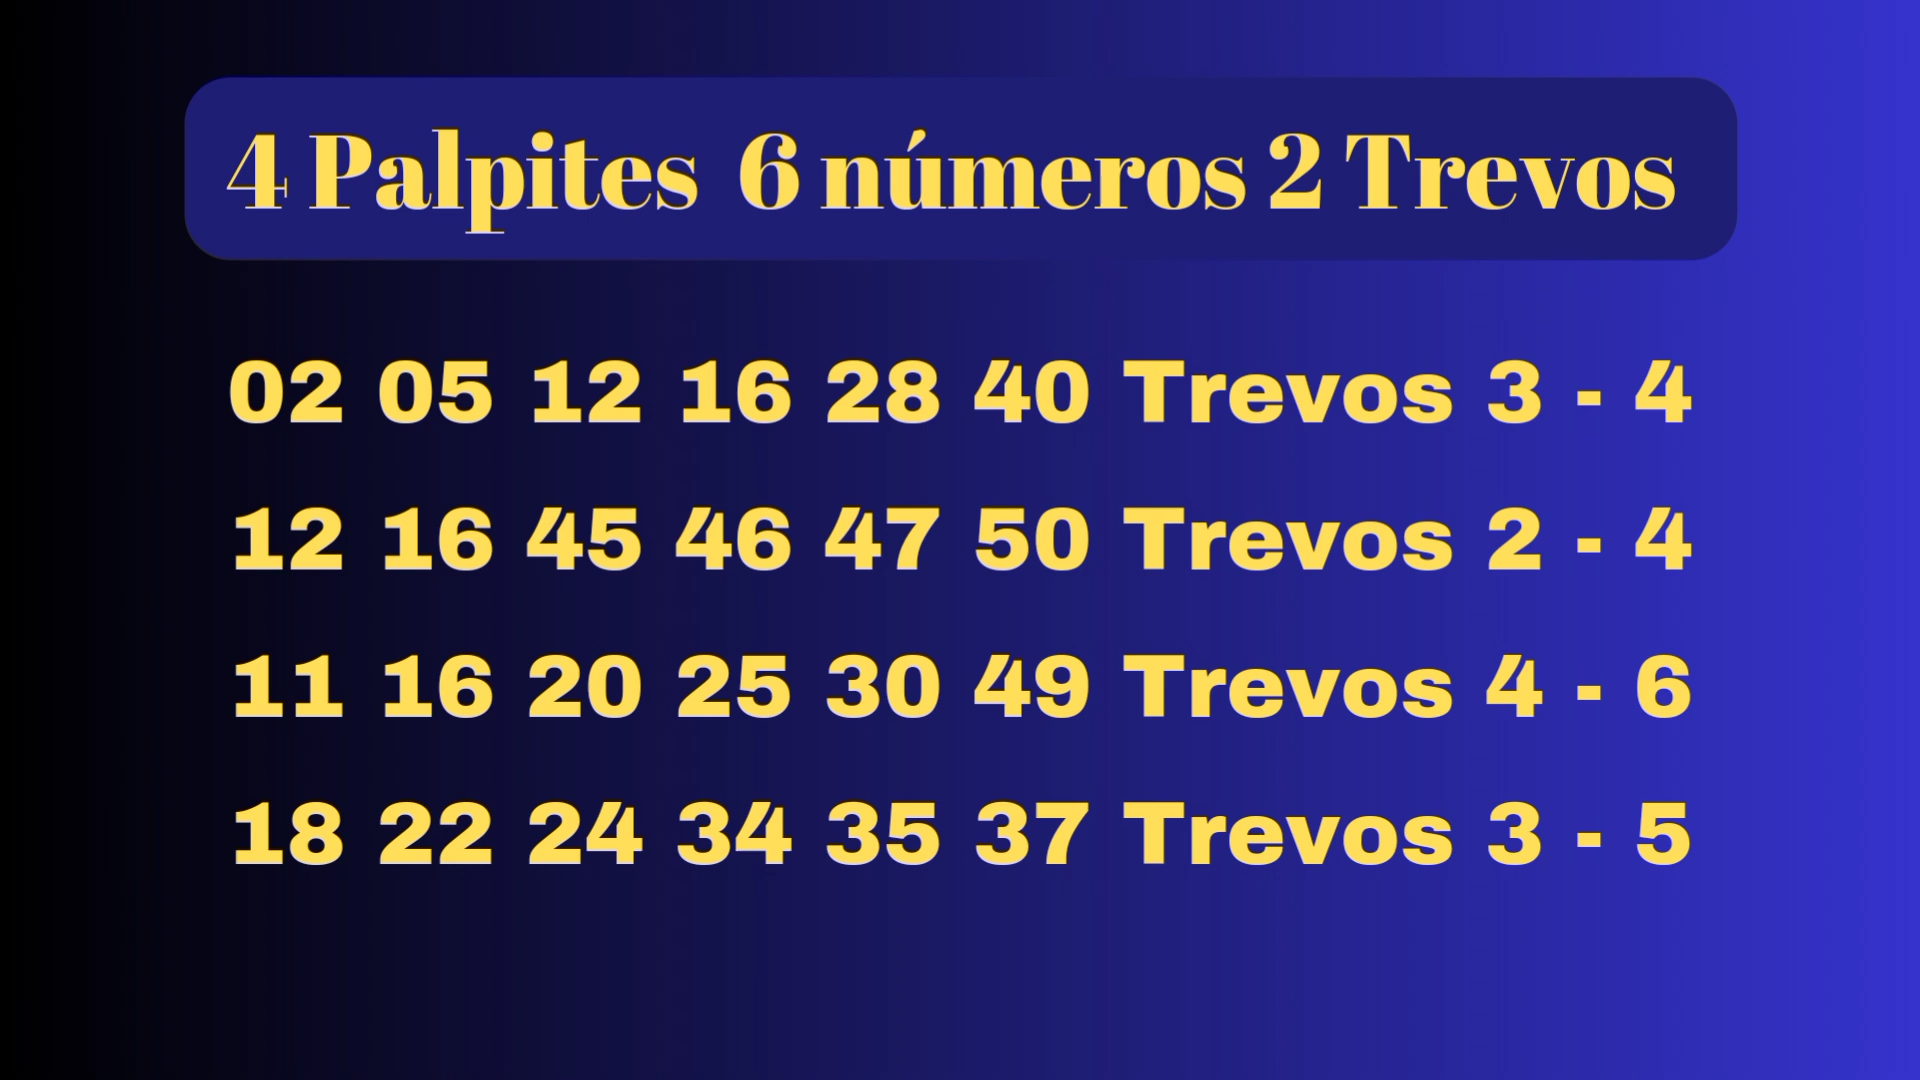 4 Palpites 6 números 2 Trevos
02 05 12 16 28 40 Trevos 3 - 4
12 16 45 46 47 50 Trevos 2 - 4
11 16 20 25 30 49 Trevos 4 - 6
18 22 24 34 35 37 Trevos 3 - 5